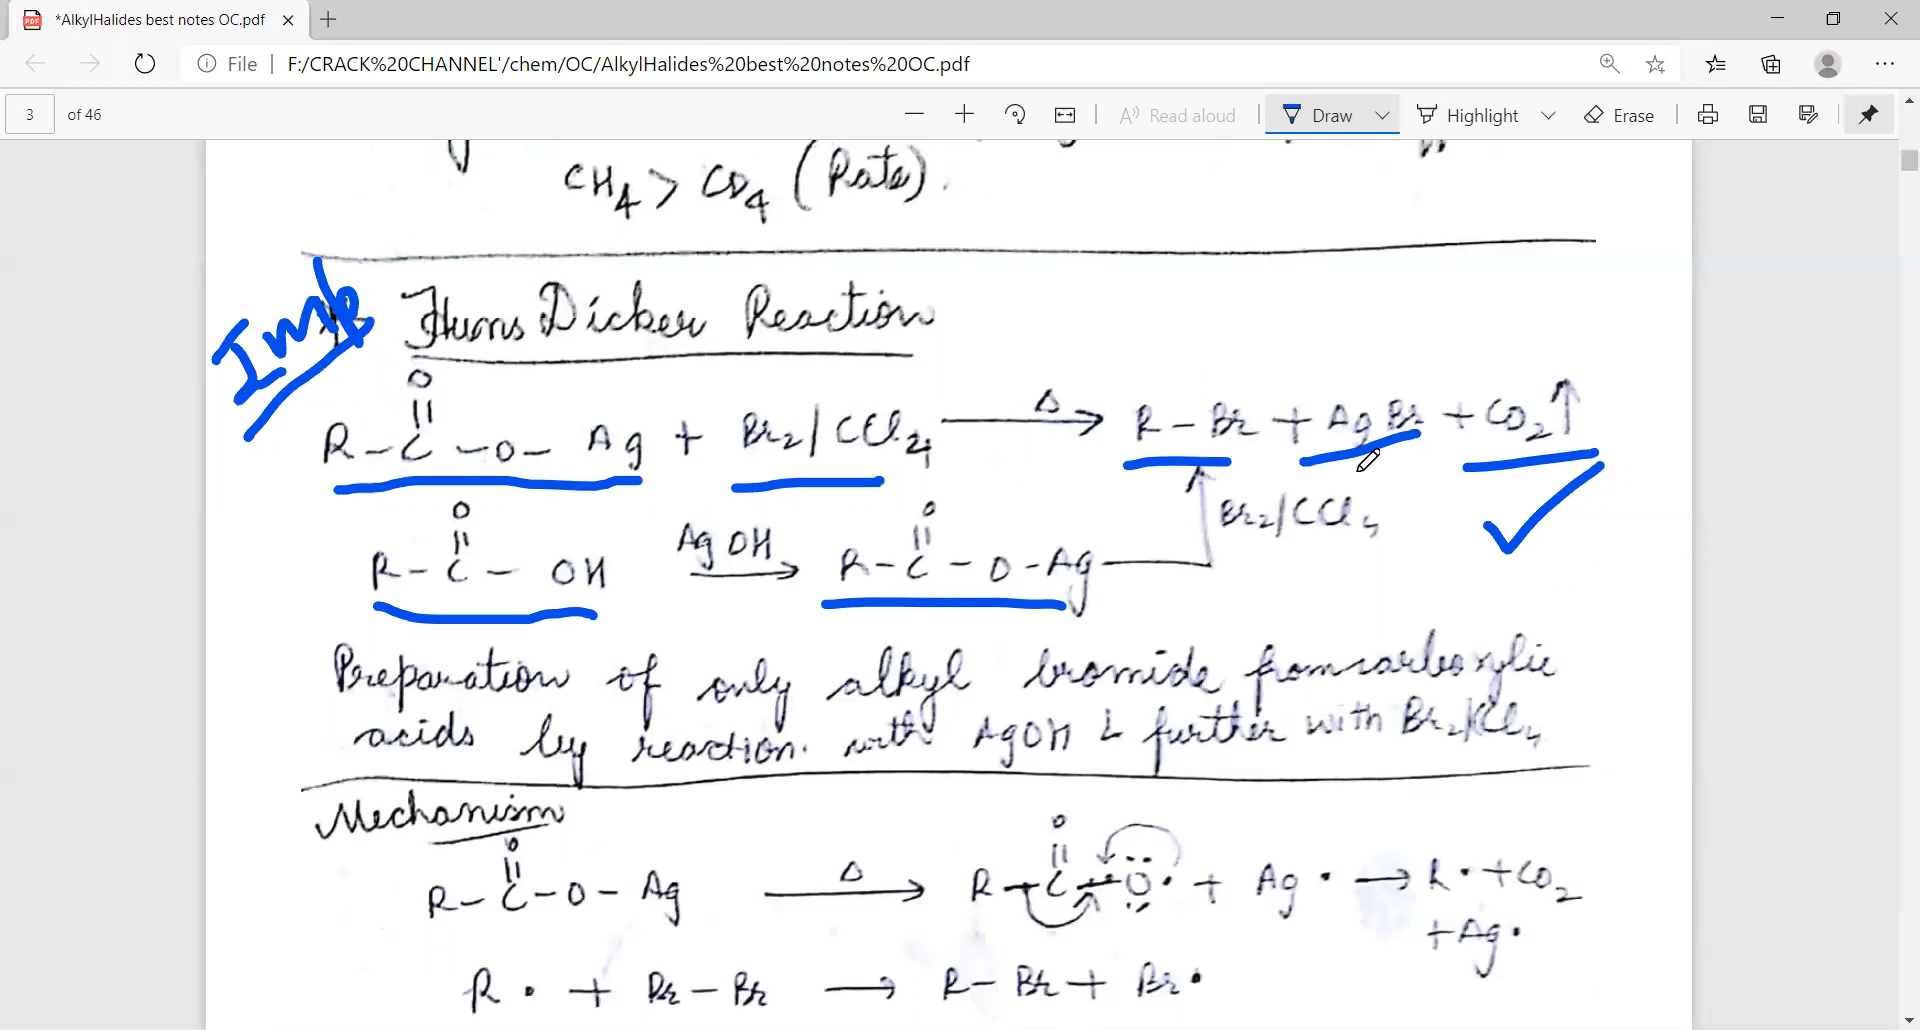 *AlkylHalides best notes OC.pdf
File | F:/CRACK%20CHANNEL'/chem/OC/AlkylHalides%20best%20notes%20OC.pdf
3 of 46 Read aloud Draw Highlight Erase
CH4 > CD4 (Rate).
Imp
Huns Dicker Reaction
O
||
R - C - O - Ag + Br2/CCl4 Δ→ R - Br + AgBr + CO2↑
O
||
R - C - OH AgOH→
O
||
R - C - O - Ag
Br2/CCl4
Preparation of only alkyl bromide from carboxylic
acids by reaction with AgOH & further with Br2/CCl4
Mechanism
O
||
R - C - O - Ag Δ→
O
||
R - C - O• + Ag• → R• + CO2
+ Ag•
R• + Br - Br → R - Br + Br•